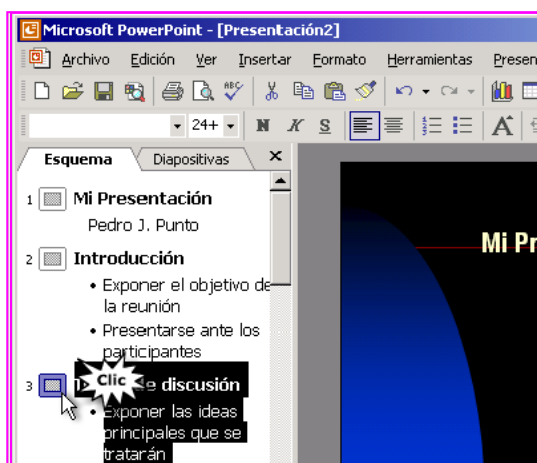 Microsoft PowerPoint - [Presentación2]
Archivo Edición Ver Insertar Formato Herramientas Presen
ABC
24+ N K S A
Esquema Diapositivas
1 Mi Presentación
Pedro J. Punto
2 Introducción
• Exponer el objetivo de
la reunión
• Presentarse ante los
participantes
3 discusión
Clic
• Exponer las ideas
principales que se
tratarán
Mi Pr